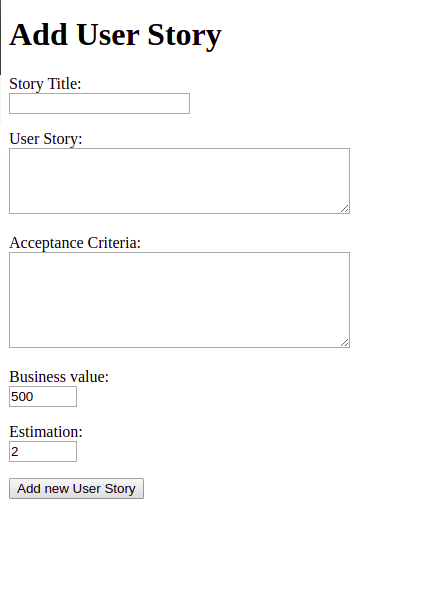 Add User Story
Story Title:
User Story:
Acceptance Criteria:
Business value:
500
Estimation:
2
Add new User Story